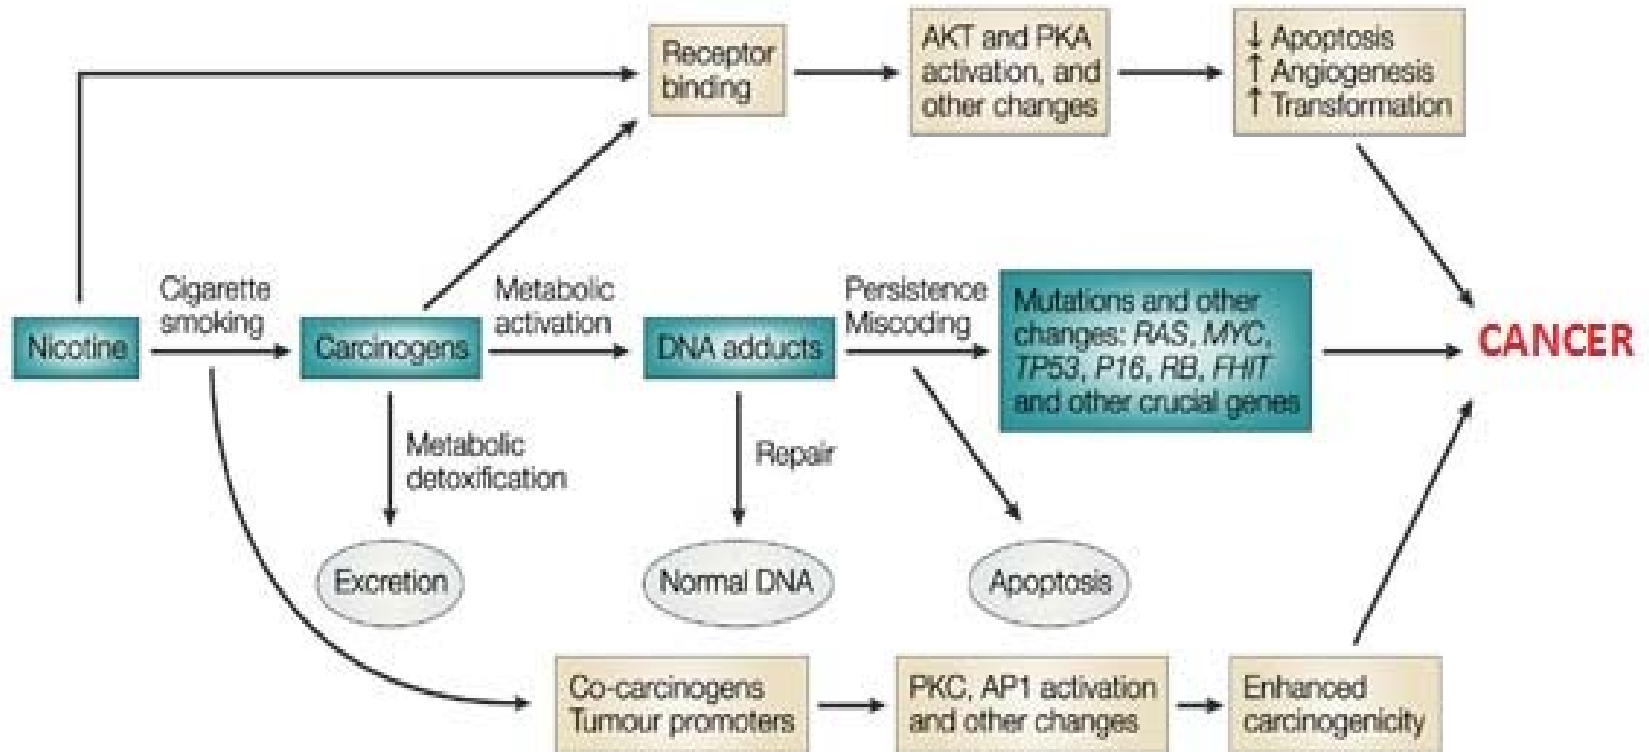 Receptor
binding
AKT and PKA
activation, and
other changes
↓ Apoptosis
↑ Angiogenesis
↑ Transformation
Nicotine
Cigarette
smoking
Carcinogens
Metabolic
activation
DNA adducts
Persistence
Miscoding
Mutations and other
changes: RAS, MYC,
TP53, P16, RB, FHIT
and other crucial genes
CANCER
Metabolic
detoxification
Repair
Excretion
Normal DNA
Apoptosis
Co-carcinogens
Tumour promoters
PKC, AP1 activation
and other changes
Enhanced
carcinogenicity